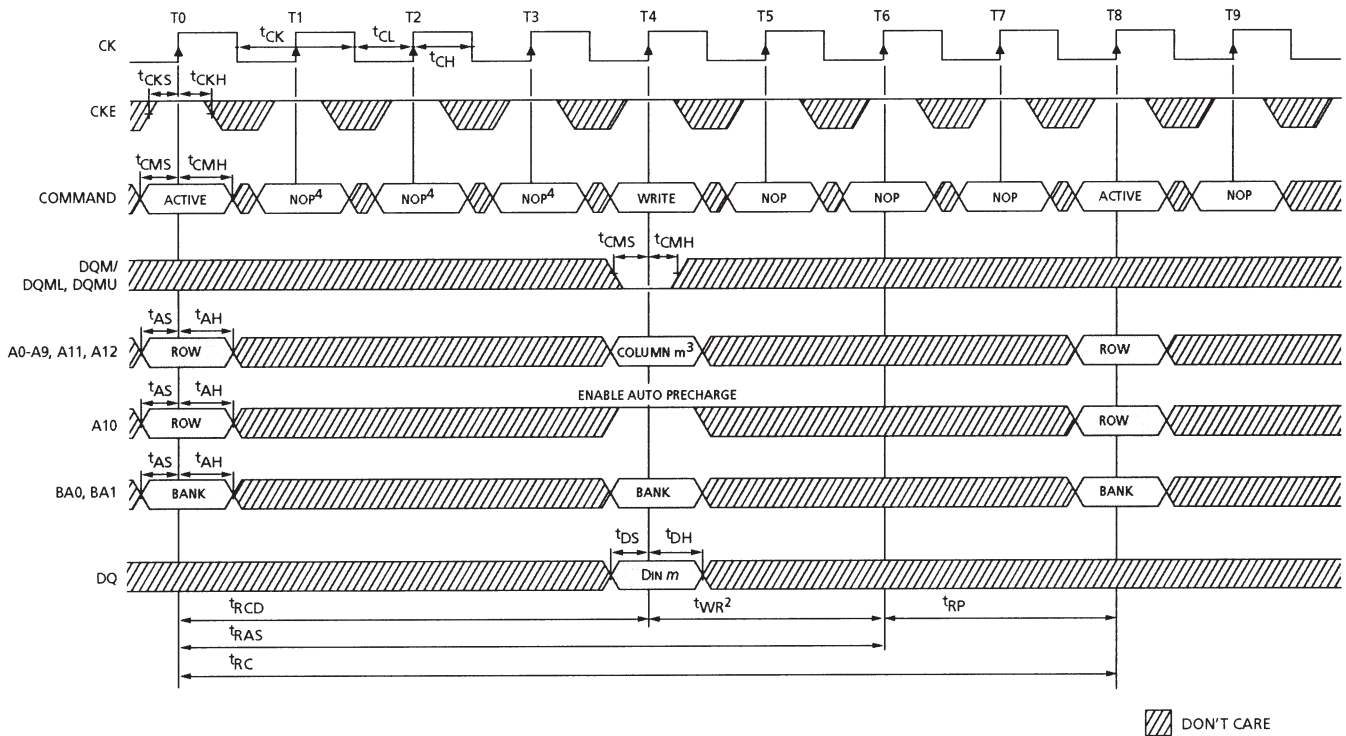 T0 T1 T2 T3 T4 T5 T6 T7 T8 T9
CK tCK tCL tCH
tCKS tCKH
CKE
tCMS tCMH
COMMAND ACTIVE NOP4 NOP4 NOP4 WRITE NOP NOP NOP ACTIVE NOP
tCMS tCMH
DQM/
DQML, DQMU
tAS tAH
A0-A9, A11, A12 ROW COLUMN m3 ROW
tAS tAH ENABLE AUTO PRECHARGE
A10 ROW ROW
tAS tAH
BA0, BA1 BANK BANK BANK
tDS tDH
DQ DIN m
tRCD tWR2 tRP
tRAS
tRC
DON'T CARE